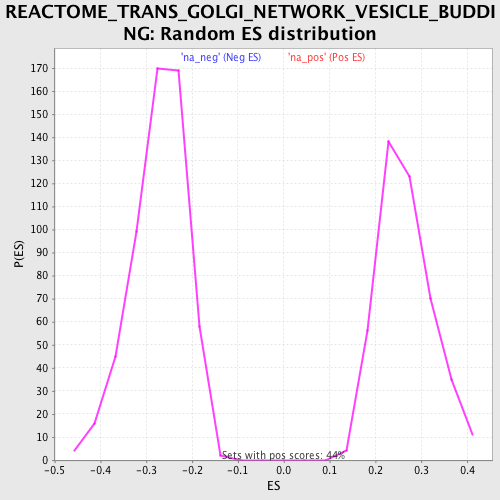 REACTOME_TRANS_GOLGI_NETWORK_VESICLE_BUDDI
NG: Random ES distribution
'na_neg' (Neg ES) 'na_pos' (Pos ES)
170
160
150
140
130
120
110
100
90
80
70
60
50
40
30
20
10
0
P(ES)
Sets with pos scores: 44%
-0.5 -0.4 -0.3 -0.2 -0.1 0.0 0.1 0.2 0.3 0.4
ES